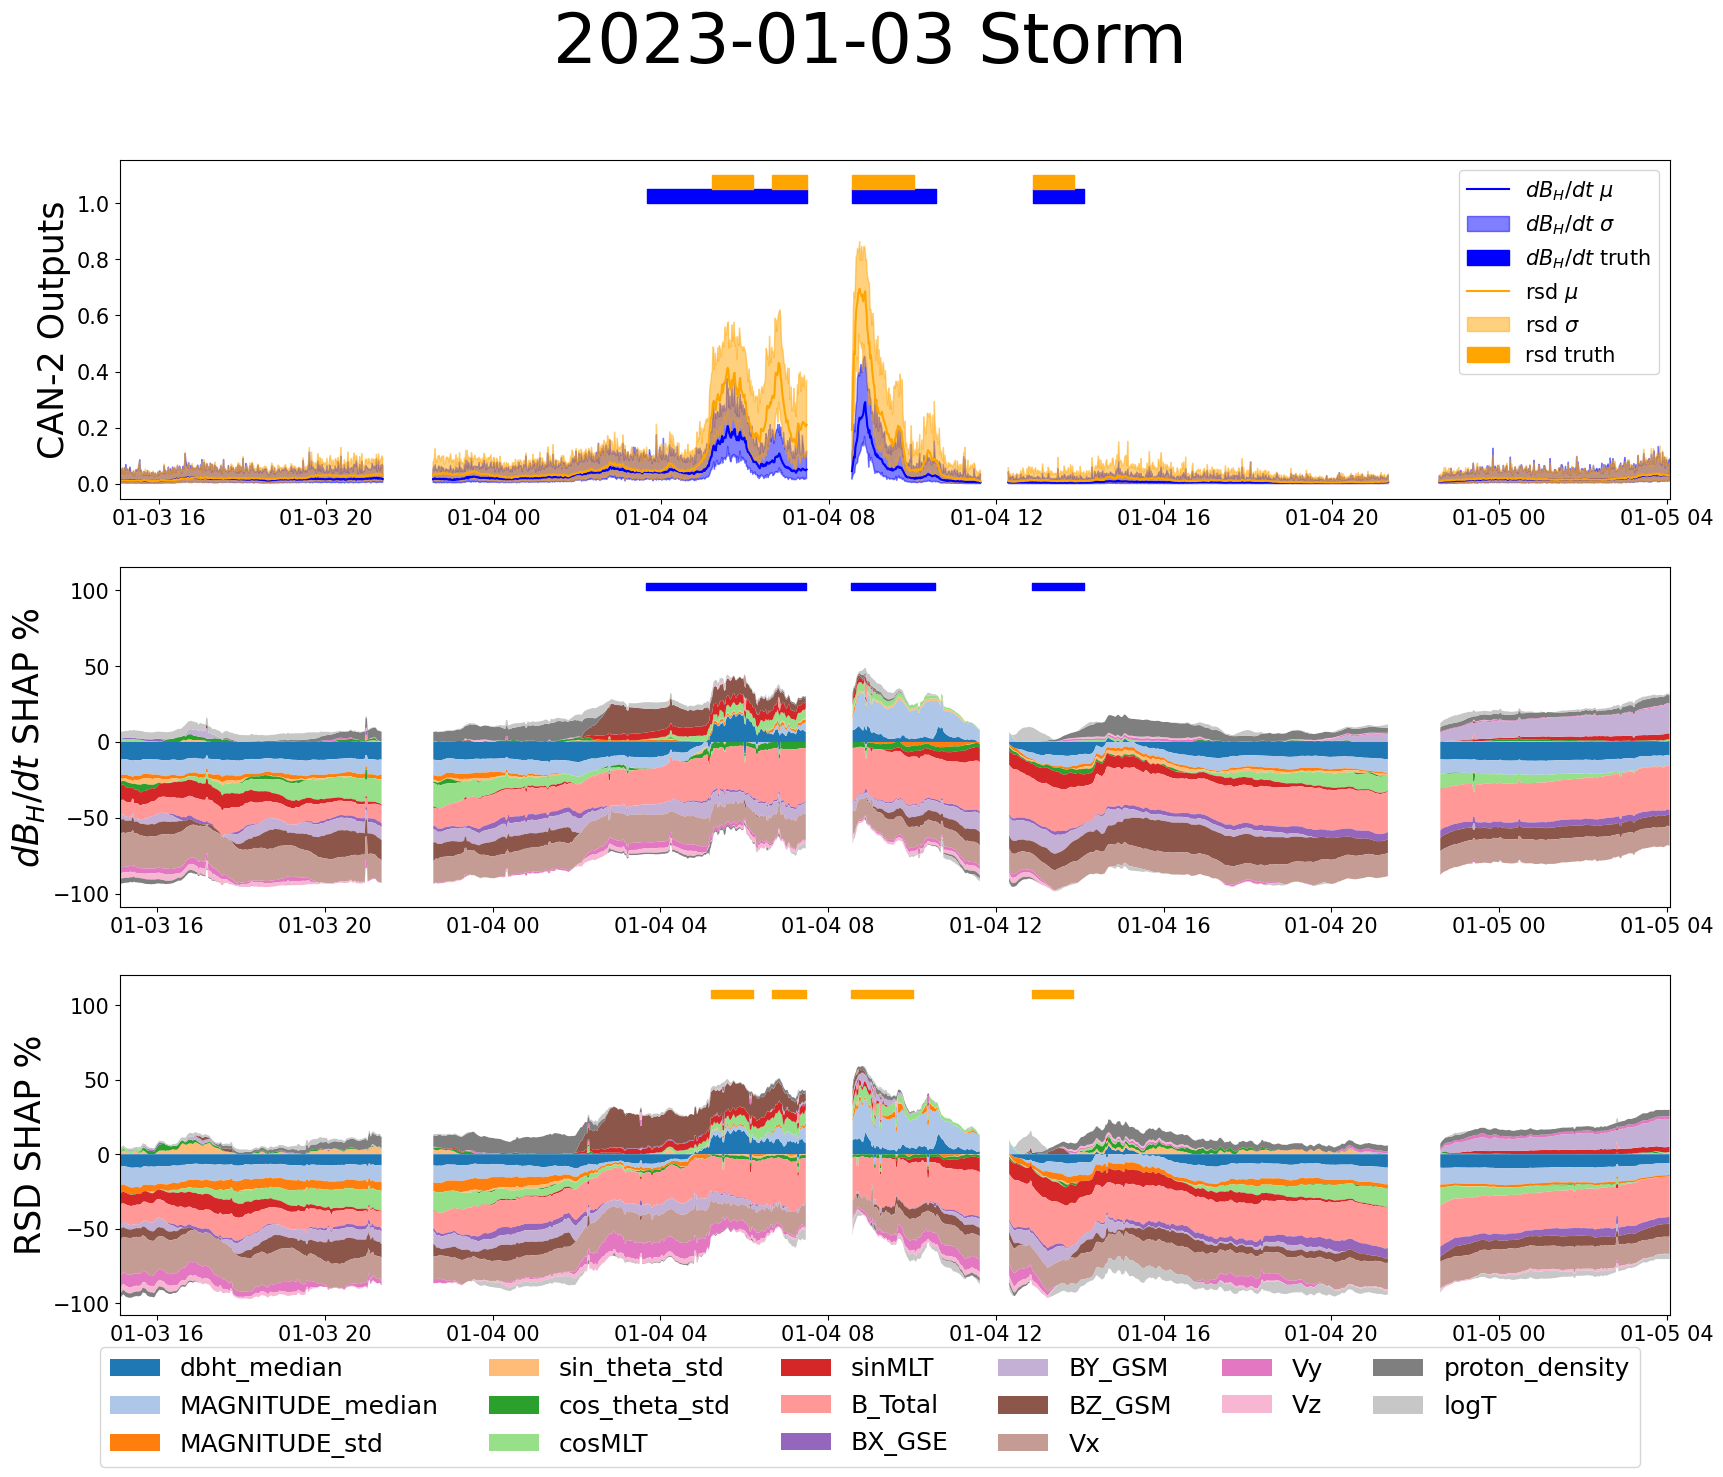 2023-01-03 Storm
CAN-2 Outputs
1.0
0.8
0.6
0.4
0.2
0.0
dB_H/dt μ
dB_H/dt σ
dB_H/dt truth
rsd μ
rsd σ
rsd truth
01-03 16 01-03 20 01-04 00 01-04 04 01-04 08 01-04 12 01-04 16 01-04 20 01-05 00 01-05 04
dB_H/dt SHAP %
100
50
0
−50
−100
01-03 16 01-03 20 01-04 00 01-04 04 01-04 08 01-04 12 01-04 16 01-04 20 01-05 00 01-05 04
RSD SHAP %
100
50
0
−50
−100
01-03 16 01-03 20 01-04 00 01-04 04 01-04 08 01-04 12 01-04 16 01-04 20 01-05 00 01-05 04
dbht_median sin_theta_std sinMLT BY_GSM Vy proton_density
MAGNITUDE_median cos_theta_std B_Total BZ_GSM Vz logT
MAGNITUDE_std cosMLT BX_GSE Vx